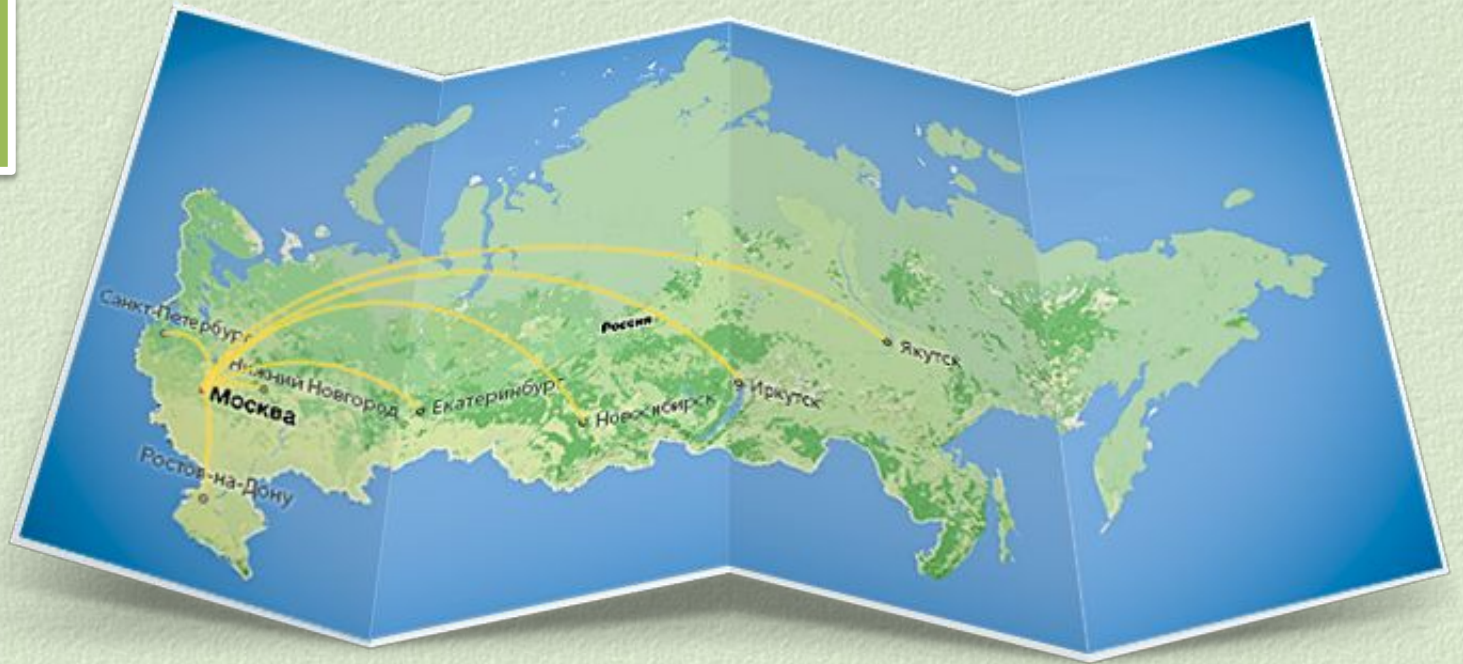 Санкт-Петербург
Россия
Якутск
Нижний Новгород
Екатеринбург
Иркутск
Москва
Новосибирск
Ростов-на-Дону